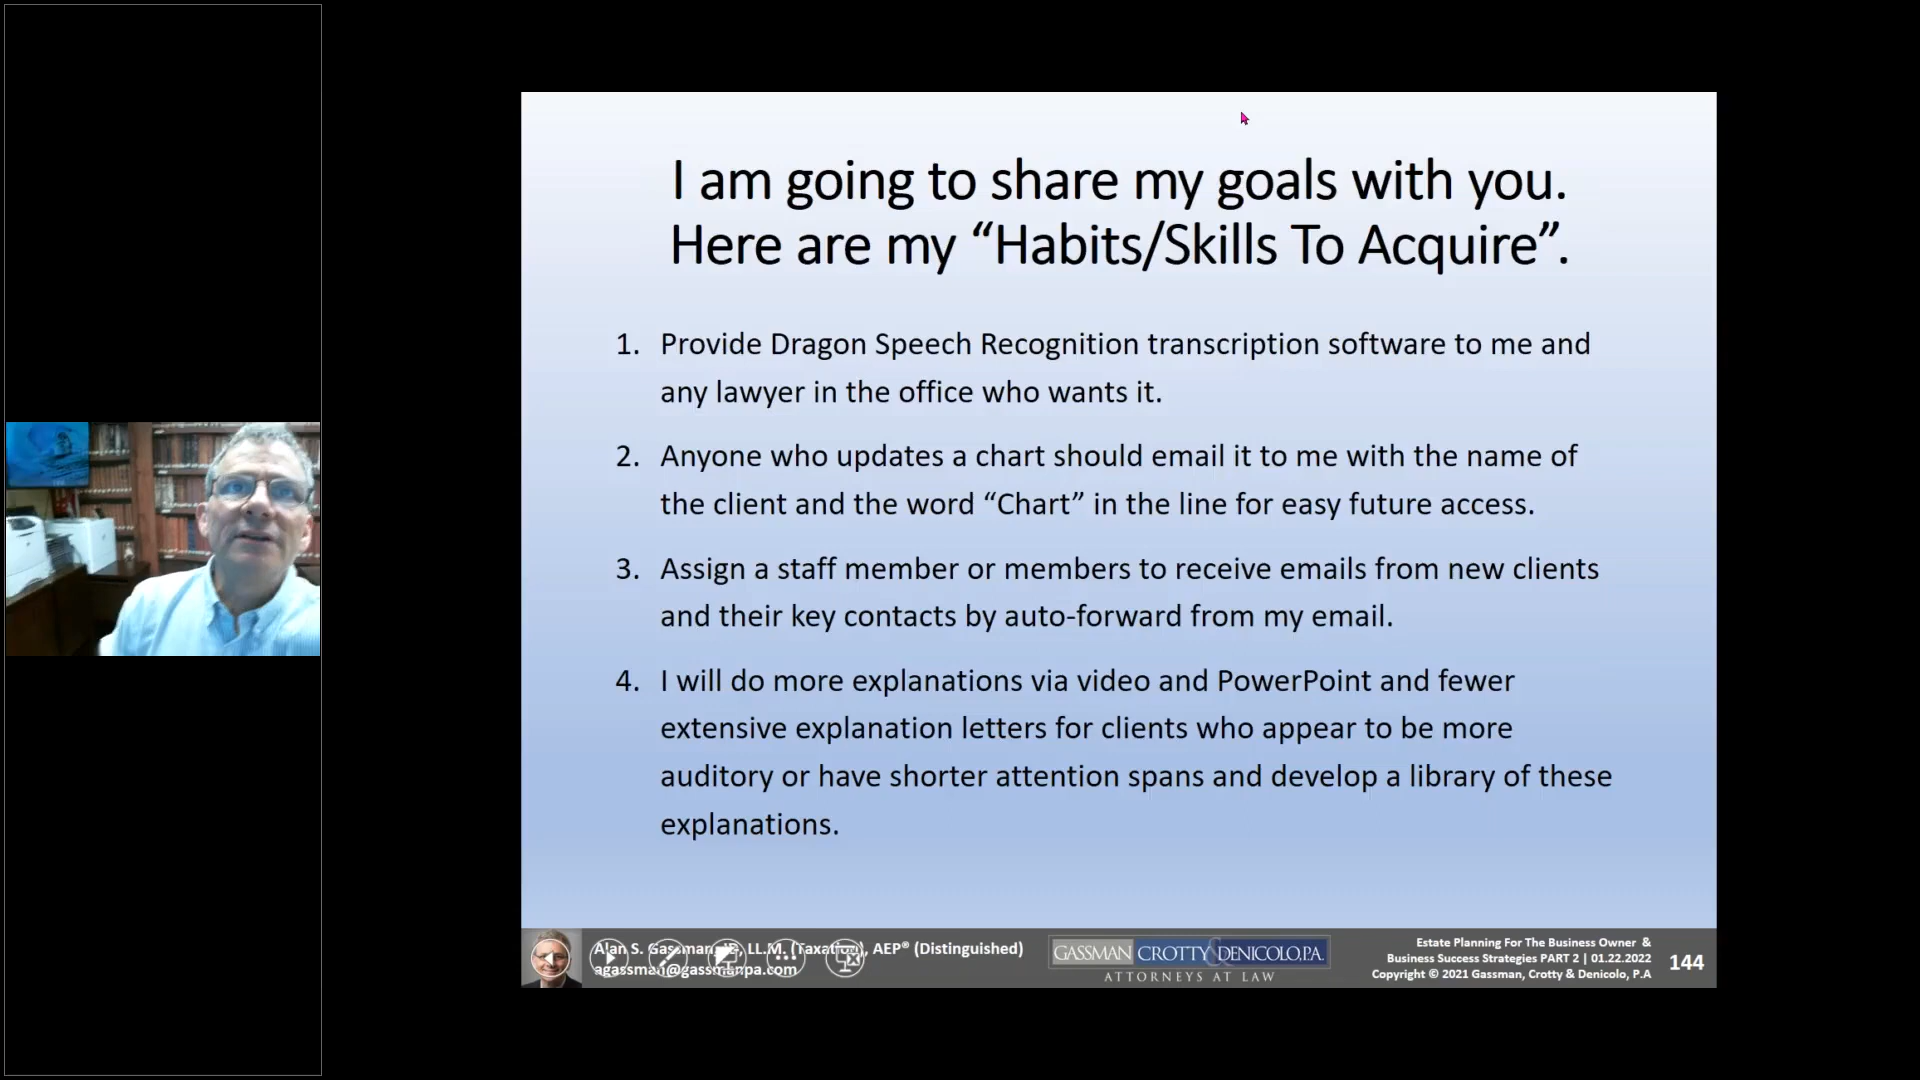 I am going to share my goals with you.
Here are my “Habits/Skills To Acquire”.
1. Provide Dragon Speech Recognition transcription software to me and
any lawyer in the office who wants it.
2. Anyone who updates a chart should email it to me with the name of
the client and the word “Chart” in the line for easy future access.
3. Assign a staff member or members to receive emails from new clients
and their key contacts by auto-forward from my email.
4. I will do more explanations via video and PowerPoint and fewer
extensive explanation letters for clients who appear to be more
auditory or have shorter attention spans and develop a library of these
explanations.
Alan S. Gassman, JD, LL.M. (Taxation), AEP® (Distinguished)
agassman@gassmanpa.com
GASSMAN CROTTY & DENICOLO, P.A.
ATTORNEYS AT LAW
Estate Planning For The Business Owner &
Business Success Strategies PART 2 | 01.22.2022
Copyright © 2021 Gassman, Crotty & Denicolo, P.A
144